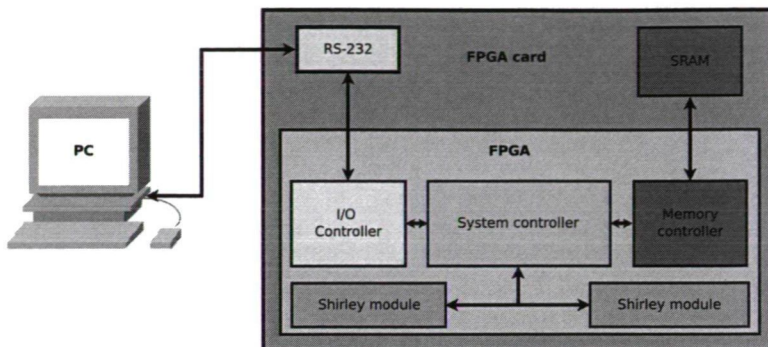 RS-232
FPGA card
SRAM
PC
FPGA
I/O
Controller
System controller
Memory
controller
Shirley module
Shirley module